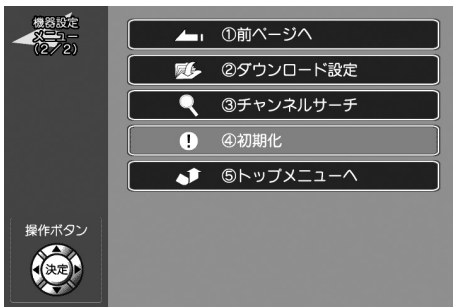 機器設定
メニュー
(2/2)
①前ページへ
②ダウンロード設定
③チャンネルサーチ
④初期化
⑤トップメニューへ
操作ボタン
決定